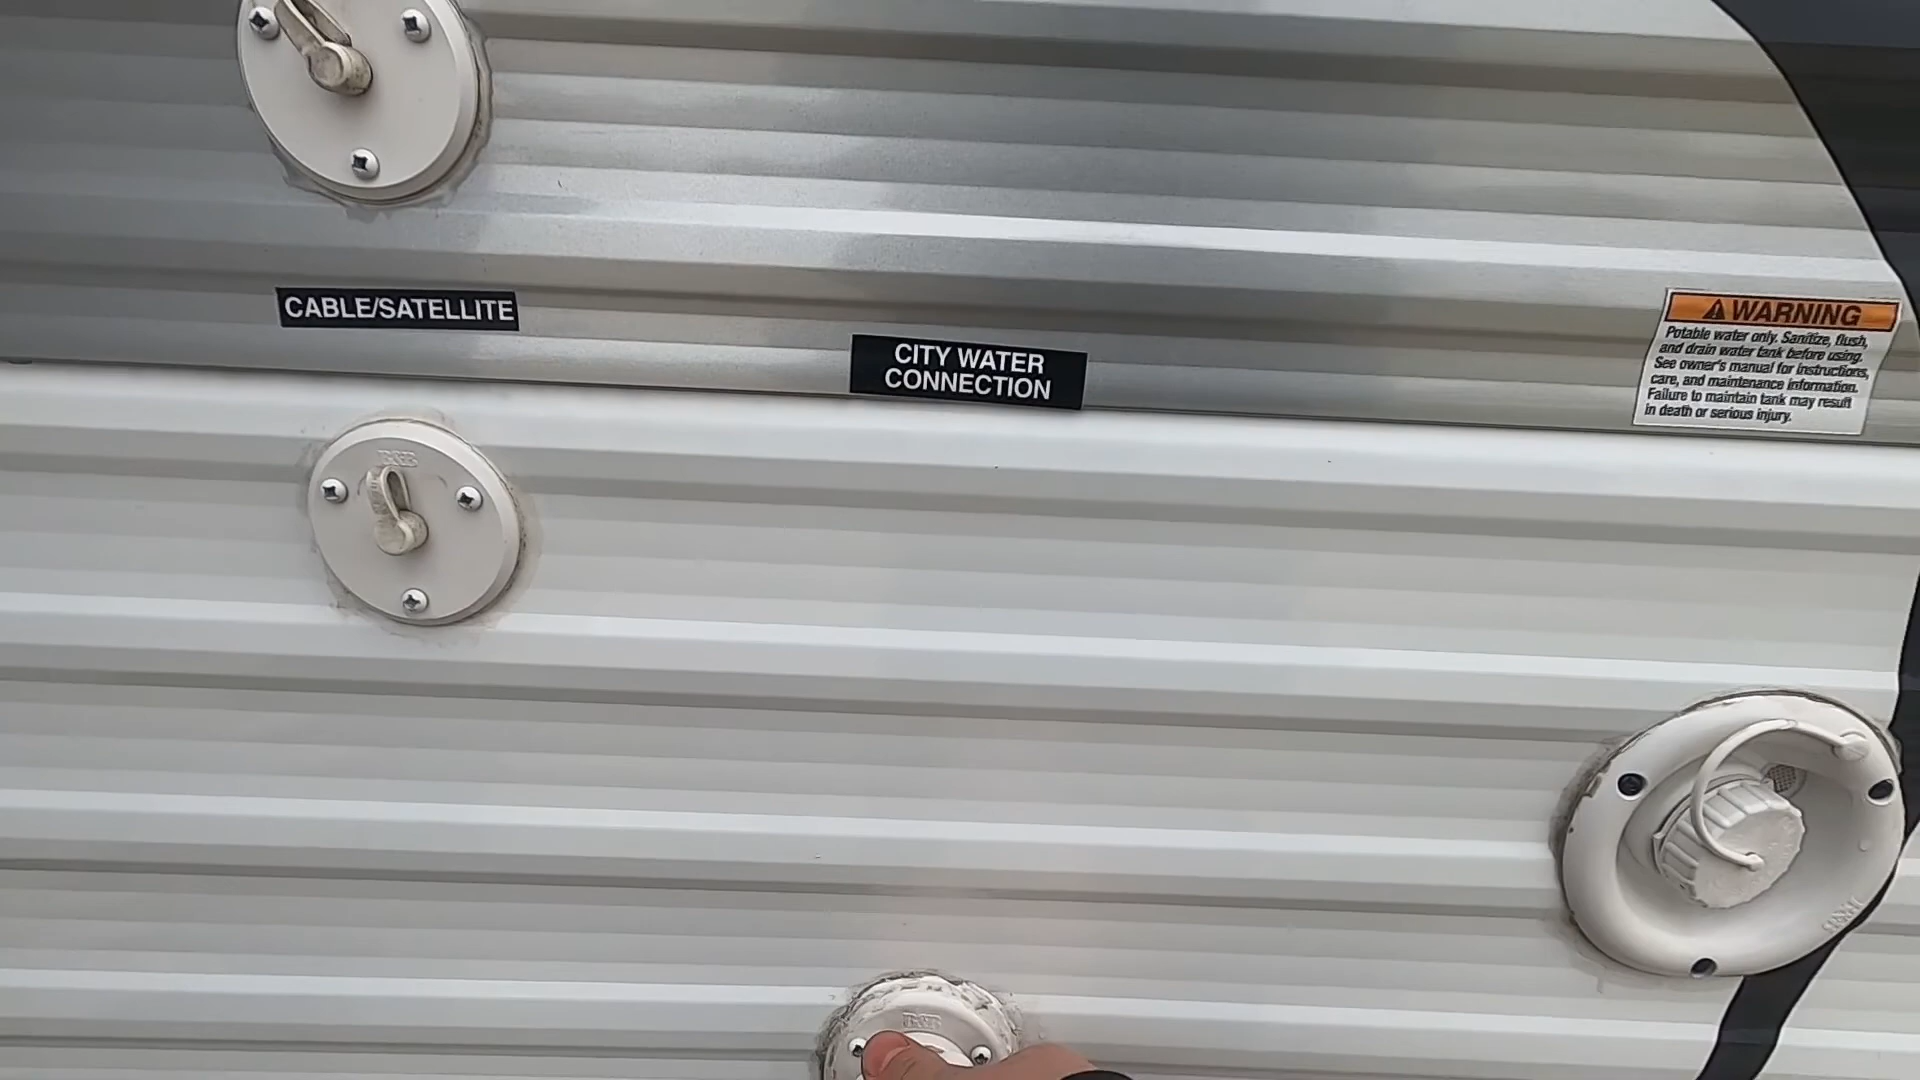 CABLE/SATELLITE
CITY WATER
CONNECTION
WARNING
Potable water only. Sanitize, flush,
and drain water tank before using.
See owner's manual for instructions,
care, and maintenance information.
Failure to maintain tank may result
in death or serious injury.
B&B
B&B